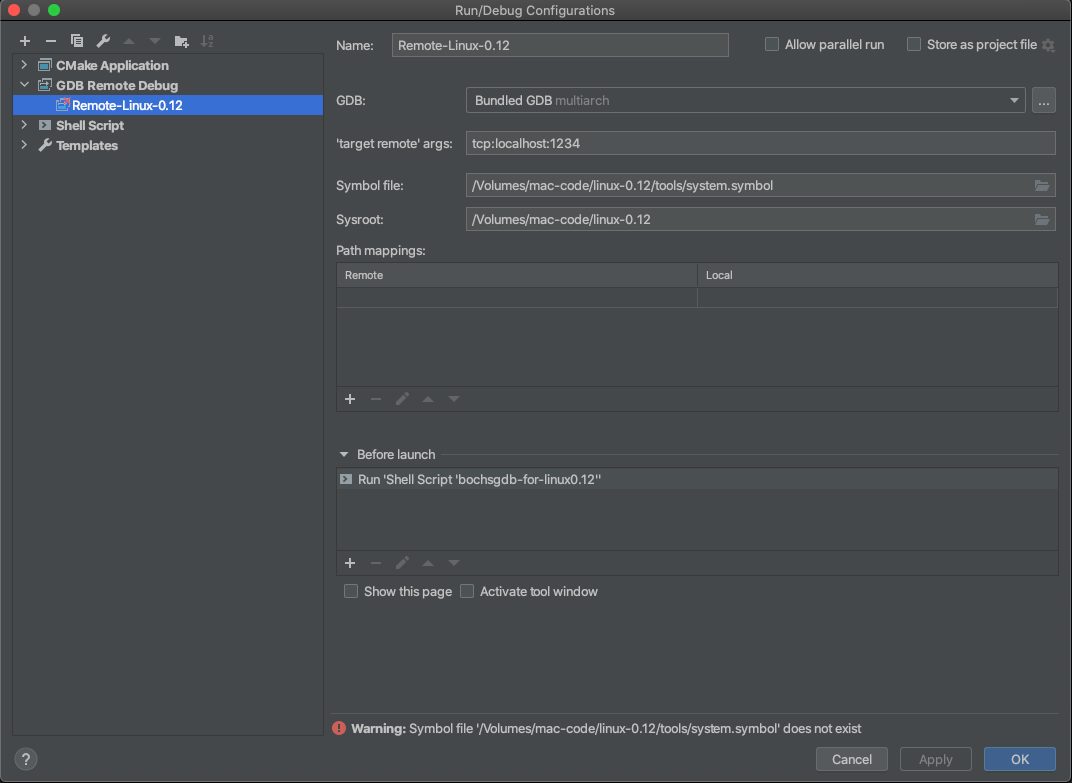 Run/Debug Configurations
CMake Application
GDB Remote Debug
Remote-Linux-0.12
Shell Script
Templates
Name: Remote-Linux-0.12 Allow parallel run Store as project file
GDB: Bundled GDB multiarch ...
'target remote' args: tcp:localhost:1234
Symbol file: /Volumes/mac-code/linux-0.12/tools/system.symbol
Sysroot: /Volumes/mac-code/linux-0.12
Path mappings:
Remote Local
Before launch
Run 'Shell Script 'bochsgdb-for-linux0.12''
Show this page Activate tool window
Warning: Symbol file '/Volumes/mac-code/linux-0.12/tools/system.symbol' does not exist
? Cancel Apply OK